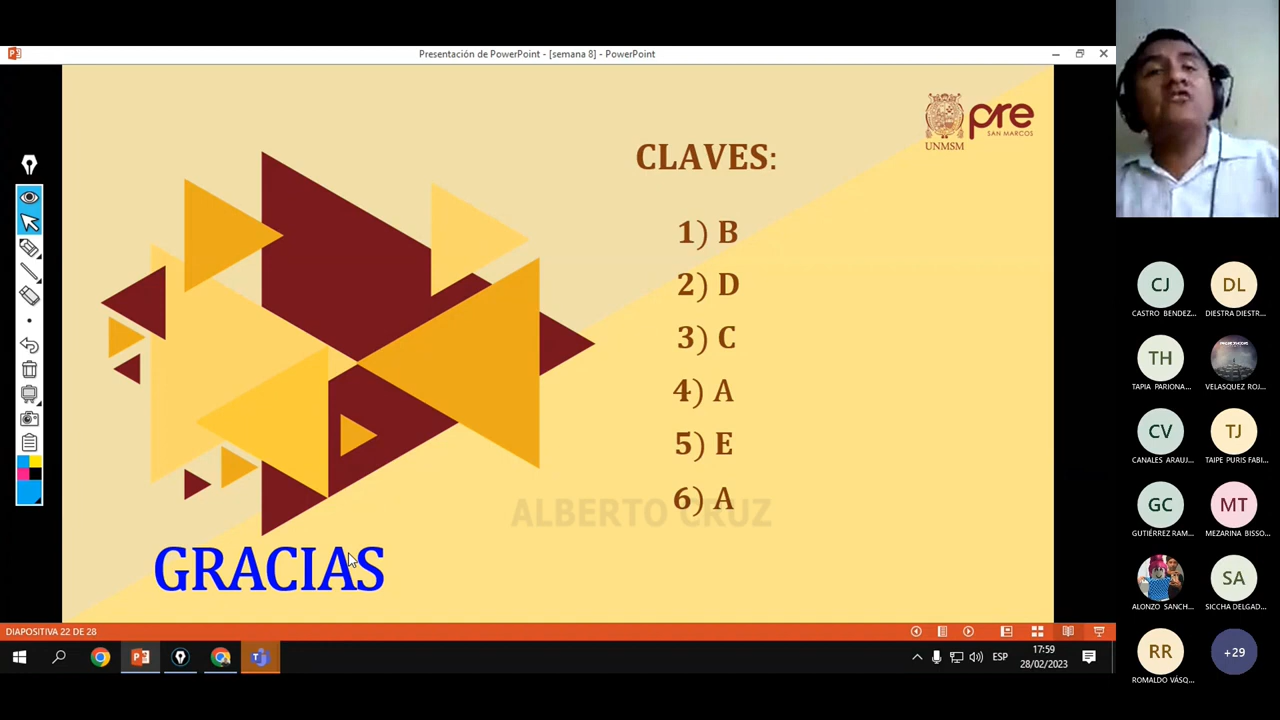 Presentación de PowerPoint - [semana 8] - PowerPoint
UNMSM
pre
SAN MARCOS
CLAVES:
1) B
2) D
3) C
4) A
5) E
6) A
ALBERTO CRUZ
GRACIAS
DIAPOSITIVA 22 DE 28
ESP
17:59
28/02/2023
CJ
CASTRO BENDEZ...
DL
DIESTRA DIESTR...
TH
TAPIA PARIONA...
VELASQUEZ ROJ...
CV
CANALES ARAUJ...
TJ
TAIPE PURIS FABI...
GC
GUTIÉRREZ RAM...
MT
MEZARINA BISSO...
ALONZO SANCH...
SA
SICCHA DELGAD...
RR
ROMALDO VÁSQ...
+29